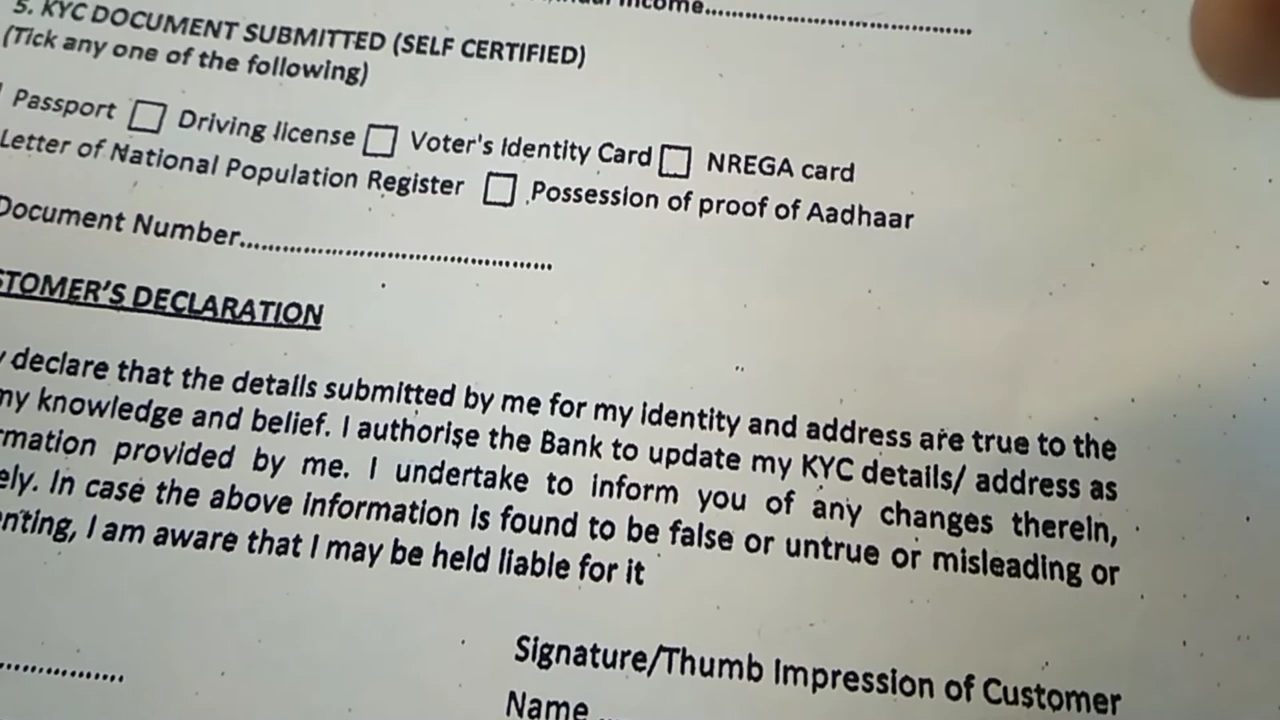 Income........................................
5. KYC DOCUMENT SUBMITTED (SELF CERTIFIED)
(Tick any one of the following)
Passport ☐ Driving license ☐ Voter's Identity Card ☐ NREGA card
Letter of National Population Register ☐ Possession of proof of Aadhaar
Document Number..................................................
STOMER'S DECLARATION
declare that the details submitted by me for my identity and address are true to the
my knowledge and belief. I authorise the Bank to update my KYC details/ address as
rmation provided by me. I undertake to inform you of any changes therein,
ely. In case the above information is found to be false or untrue or misleading or
enting, I am aware that I may be held liable for it
Signature/Thumb Impression of Customer
Name ...